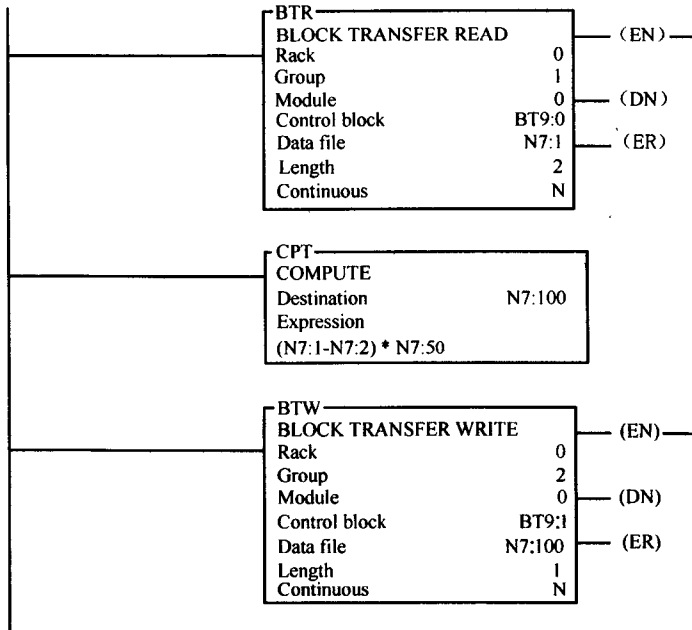 BTR
BLOCK TRANSFER READ (EN)
Rack 0
Group 1
Module 0 (DN)
Control block BT9:0
Data file N7:1 (ER)
Length 2
Continuous N
CPT
COMPUTE
Destination N7:100
Expression
(N7:1-N7:2) * N7:50
BTW
BLOCK TRANSFER WRITE (EN)
Rack 0
Group 2
Module 0 (DN)
Control block BT9:1
Data file N7:100 (ER)
Length 1
Continuous N